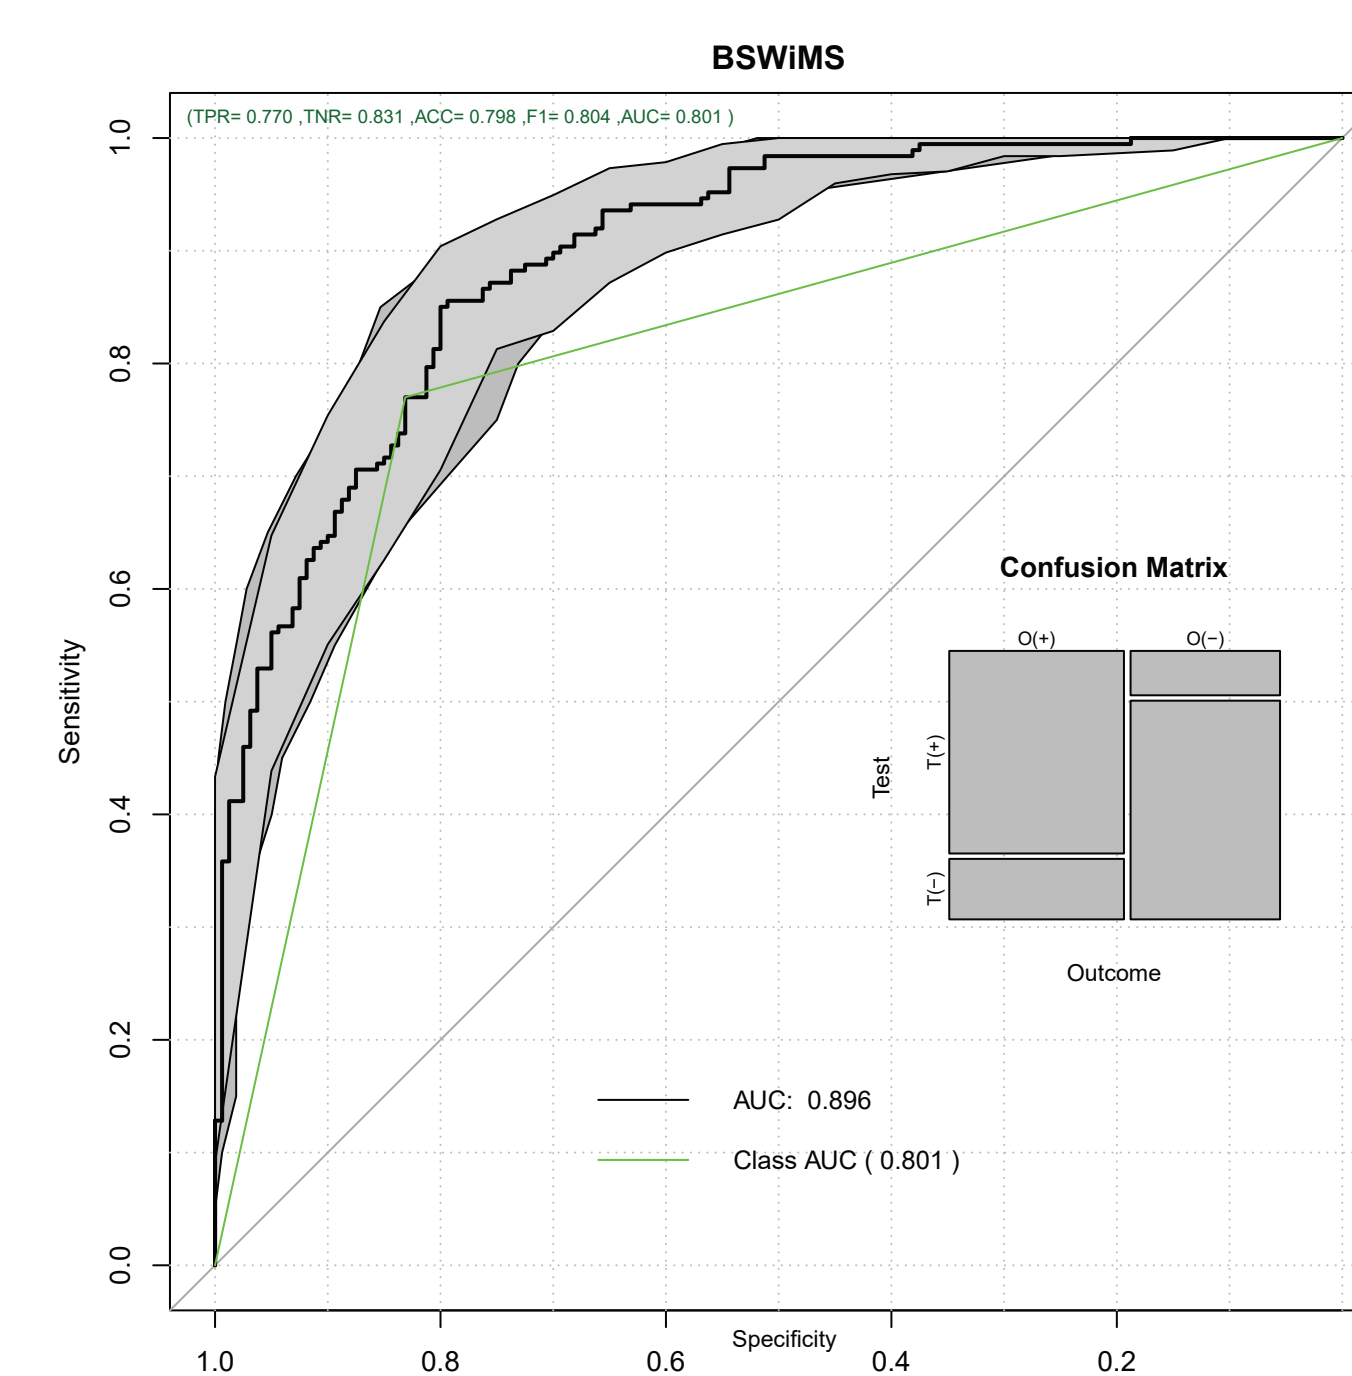 BSWiMS
(TPR= 0.770 ,TNR= 0.831 ,ACC= 0.798 ,F1= 0.804 ,AUC= 0.801 )
1.0
0.8
0.6
0.4
0.2
0.0
Sensitivity
Confusion Matrix
O(+) O(−)
T(+)
T(−)
Test
Outcome
AUC:  0.896
Class AUC ( 0.801 )
Specificity
1.0 0.8 0.6 0.4 0.2